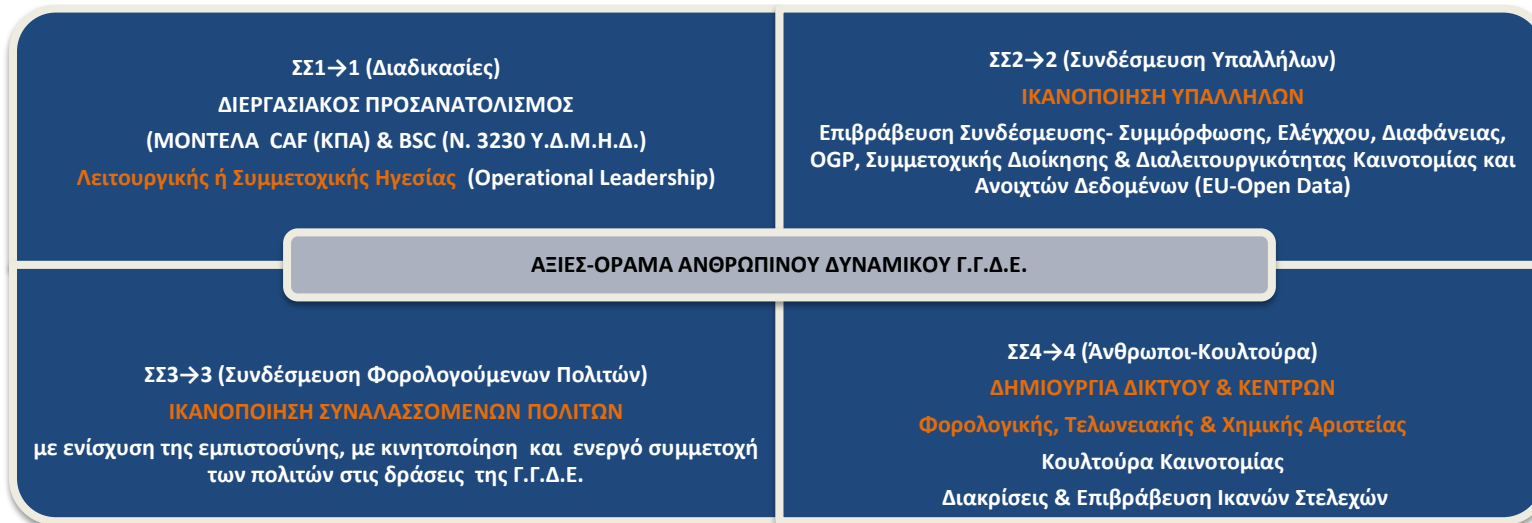 ΣΣ1→1 (Διαδικασίες)
ΔΙΕΡΓΑΣΙΑΚΟΣ ΠΡΟΣΑΝΑΤΟΛΙΣΜΟΣ
(ΜΟΝΤΕΛΑ CAF (ΚΠΑ) & BSC (Ν. 3230 Υ.Δ.Μ.Η.Δ.)
Λειτουργικής ή Συμμετοχικής Ηγεσίας (Operational Leadership)
ΣΣ2→2 (Συνδέσμευση Υπαλλήλων)
ΙΚΑΝΟΠΟΙΗΣΗ ΥΠΑΛΛΗΛΩΝ
Επιβράβευση Συνδέσμευσης- Συμμόρφωσης, Ελέγχχου, Διαφάνειας,
OGP, Συμμετοχικής Διοίκησης & Διαλειτουργικότητας Καινοτομίας και
Ανοιχτών Δεδομένων (EU-Open Data)
ΑΞΙΕΣ-ΟΡΑΜΑ ΑΝΘΡΩΠΙΝΟΥ ΔΥΝΑΜΙΚΟΥ Γ.Γ.Δ.Ε.
ΣΣ3→3 (Συνδέσμευση Φορολογούμενων Πολιτών)
ΙΚΑΝΟΠΟΙΗΣΗ ΣΥΝΑΛΑΣΣΟΜΕΝΩΝ ΠΟΛΙΤΩΝ
με ενίσχυση της εμπιστοσύνης, με κινητοποίηση και ενεργό συμμετοχή
των πολιτών στις δράσεις της Γ.Γ.Δ.Ε.
ΣΣ4→4 (Άνθρωποι-Κουλτούρα)
ΔΗΜΙΟΥΡΓΙΑ ΔΙΚΤΥΟΥ & ΚΕΝΤΡΩΝ
Φορολογικής, Τελωνειακής & Χημικής Αριστείας
Κουλτούρα Καινοτομίας
Διακρίσεις & Επιβράβευση Ικανών Στελεχών